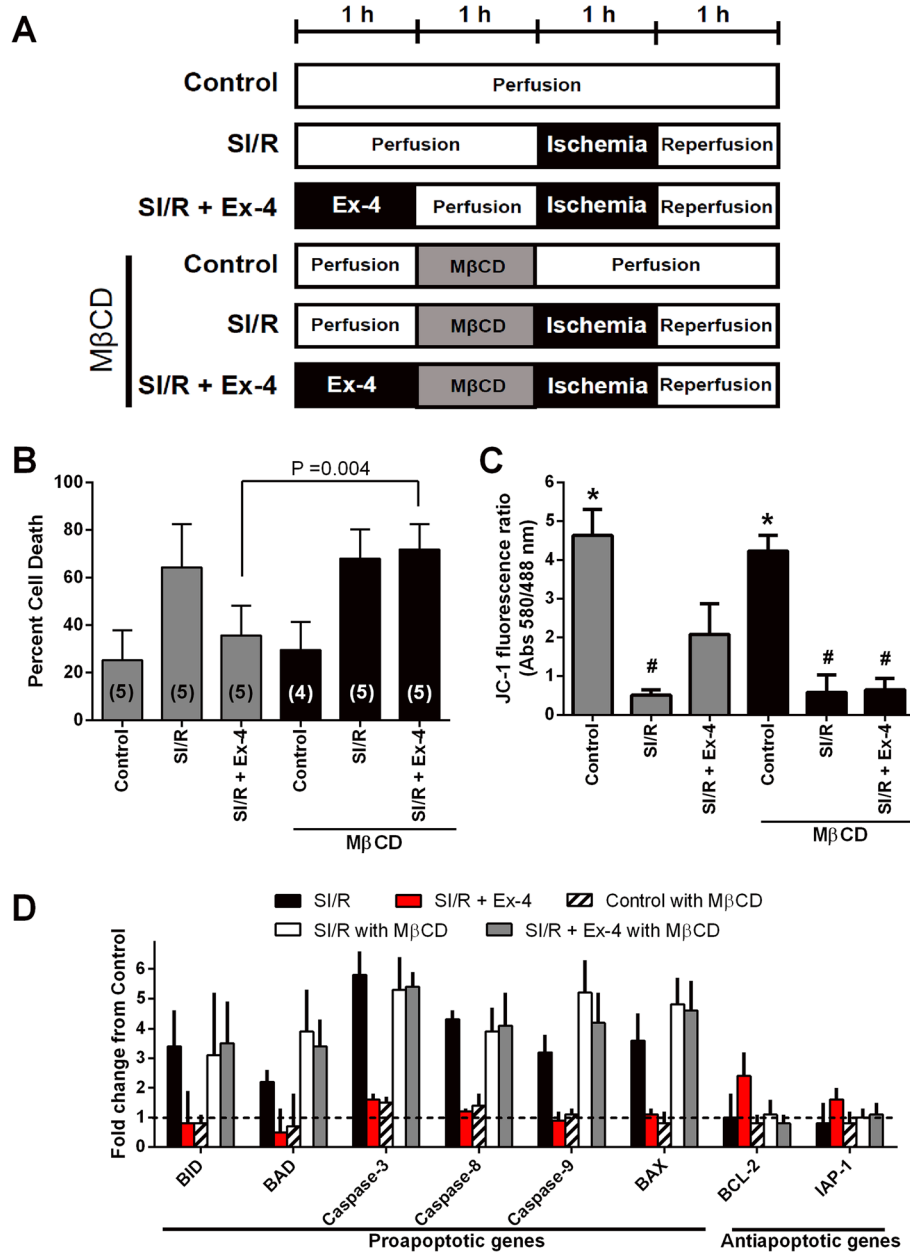 A
1 h 1 h 1 h 1 h
Control
Perfusion
SI/R
Perfusion Ischemia Reperfusion
SI/R + Ex-4
Ex-4 Perfusion Ischemia Reperfusion
MβCD
Control
Perfusion MβCD Perfusion
SI/R
Perfusion MβCD Ischemia Reperfusion
SI/R + Ex-4
Ex-4 MβCD Ischemia Reperfusion
B
P =0.004
Percent Cell Death
100
80
60
40
20
0
(5) (5) (5) (4) (5) (5)
Control
SI/R
SI/R + Ex-4
Control
SI/R
SI/R + Ex-4
MβCD
C
JC-1 fluorescence ratio
(Abs 580/488 nm)
6
5
4
3
2
1
0
* # * # #
Control
SI/R
SI/R + Ex-4
Control
SI/R
SI/R + Ex-4
MβCD
D
SI/R SI/R + Ex-4 Control with MβCD
SI/R with MβCD SI/R + Ex-4 with MβCD
Fold change from Control
6
5
4
3
2
1
0
BID
BAD
Caspase-3
Caspase-8
Caspase-9
BAX
BCL-2
IAP-1
Proapoptotic genes Antiapoptotic genes